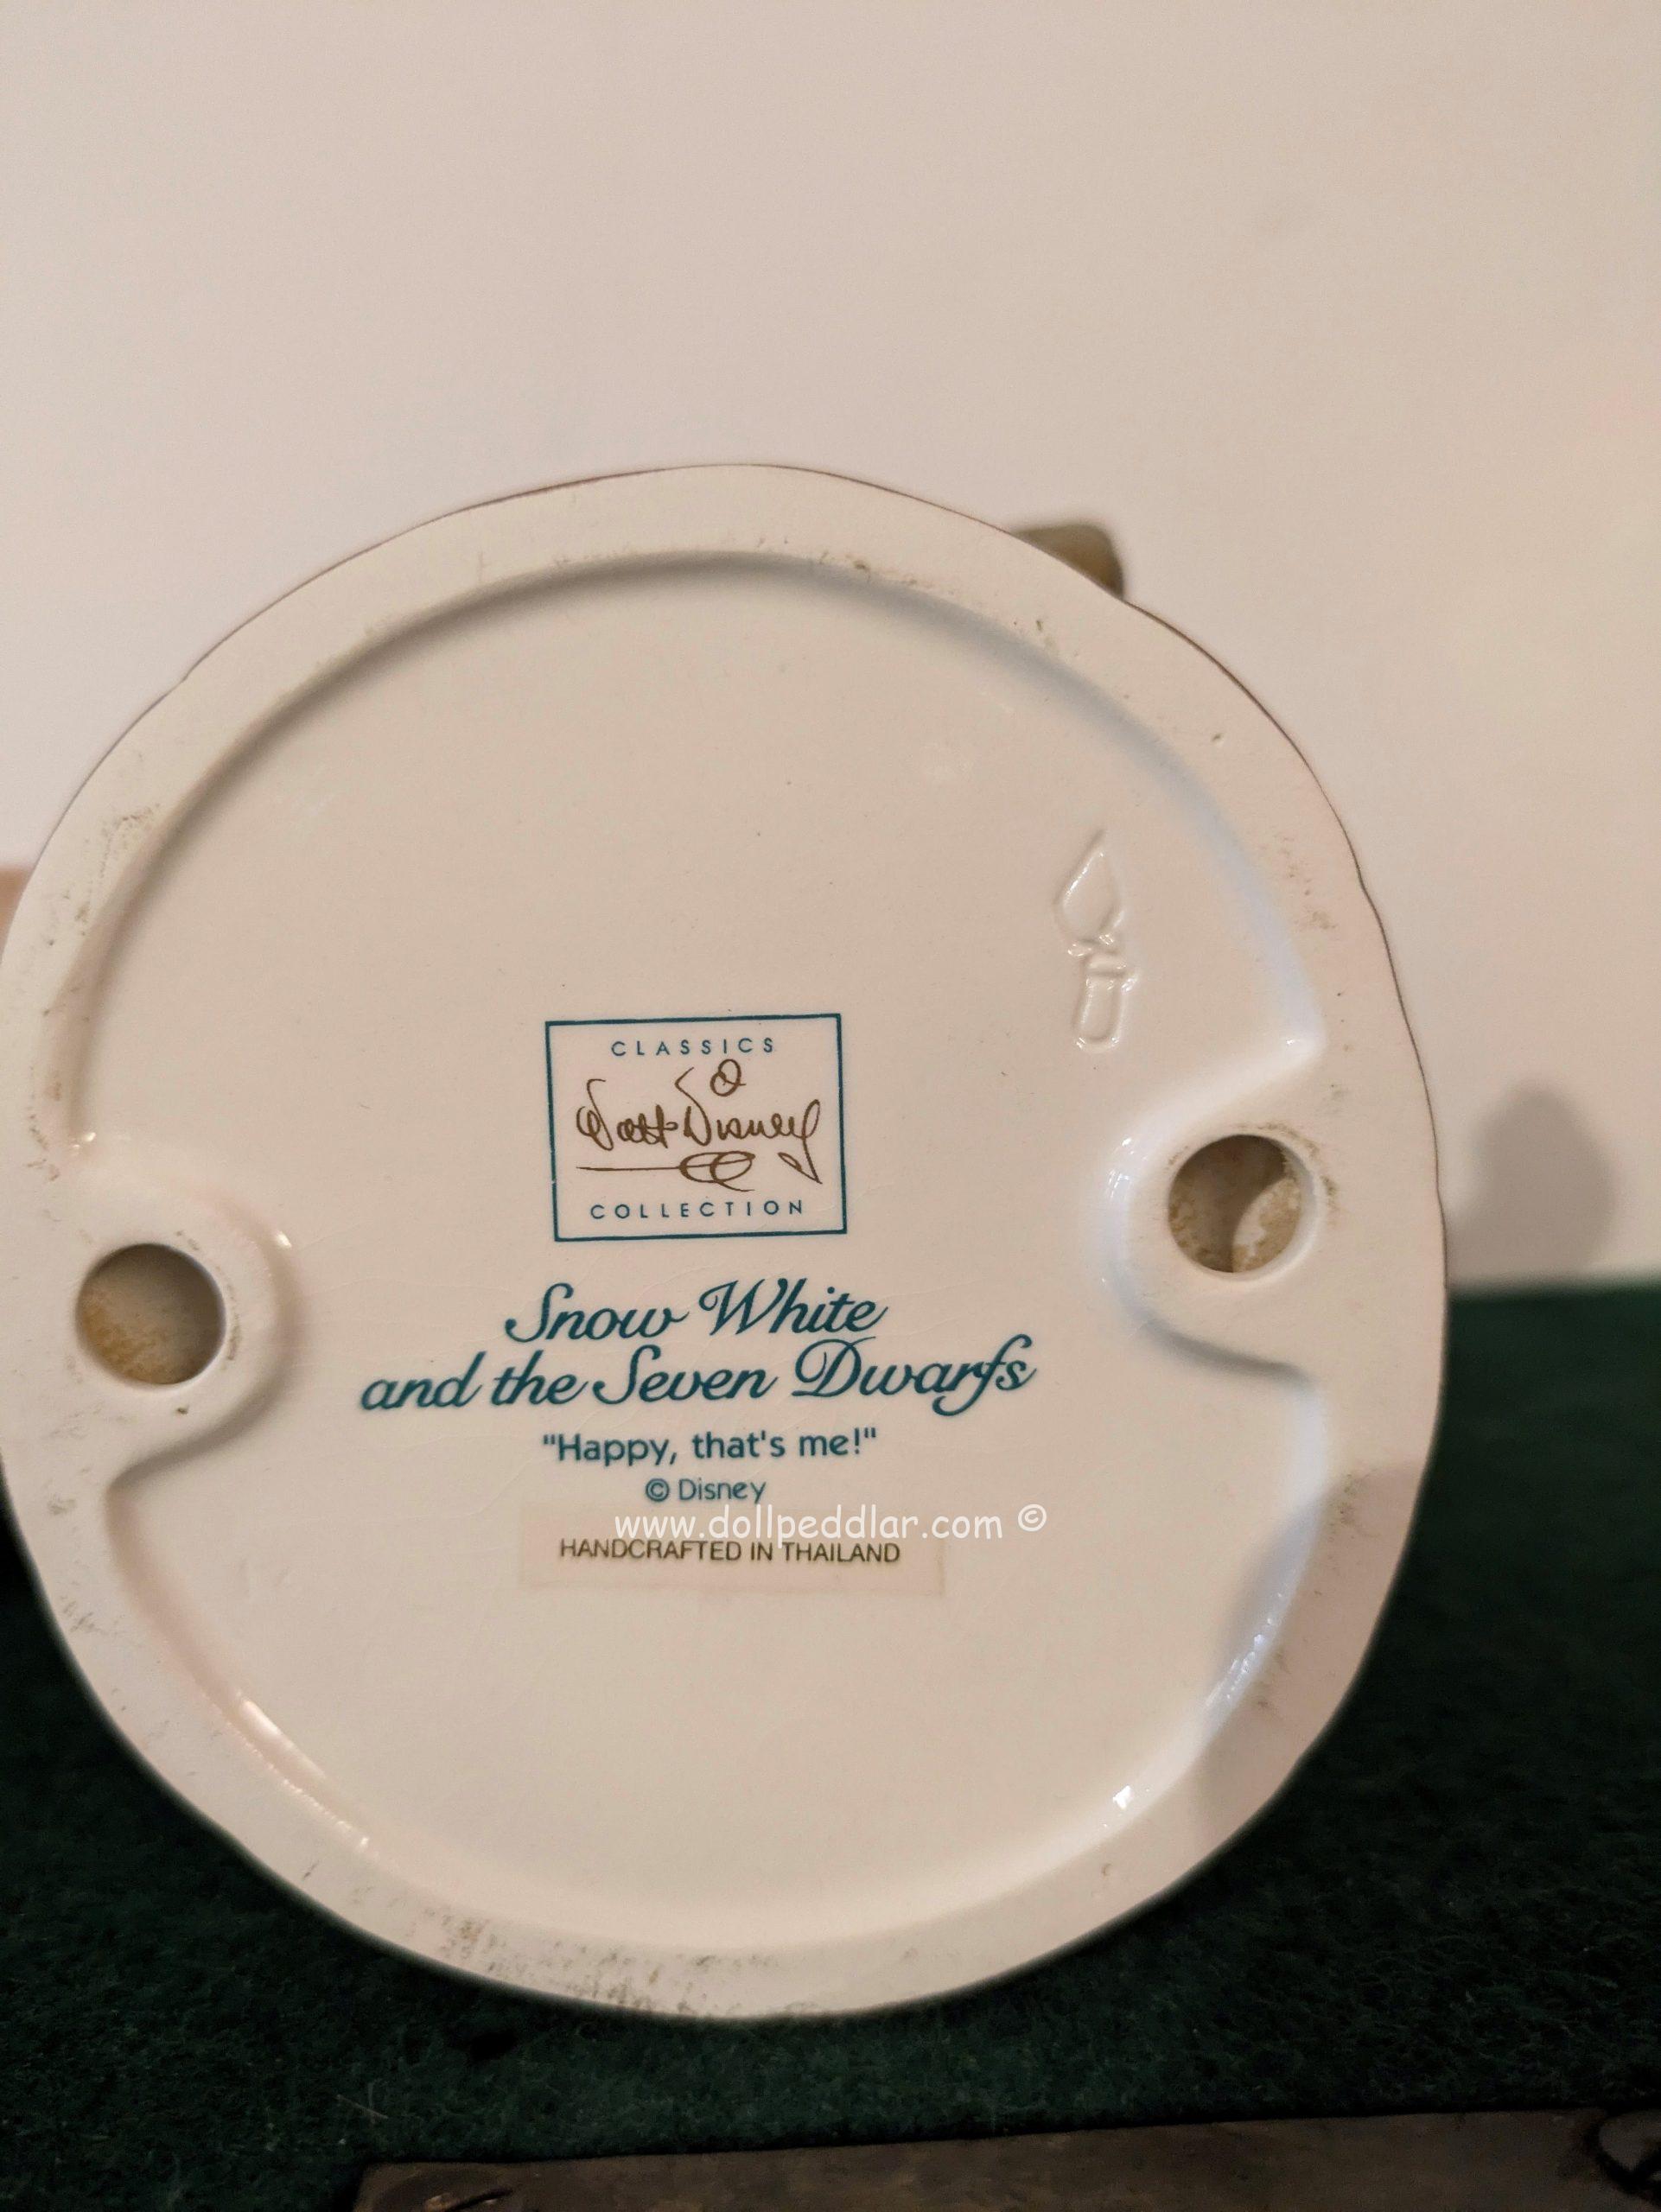 CLASSICS
Walt Disney
COLLECTION
Snow White
and the Seven Dwarfs
"Happy, that's me!"
© Disney
www.dollpeddlar.com ©
HANDCRAFTED IN THAILAND